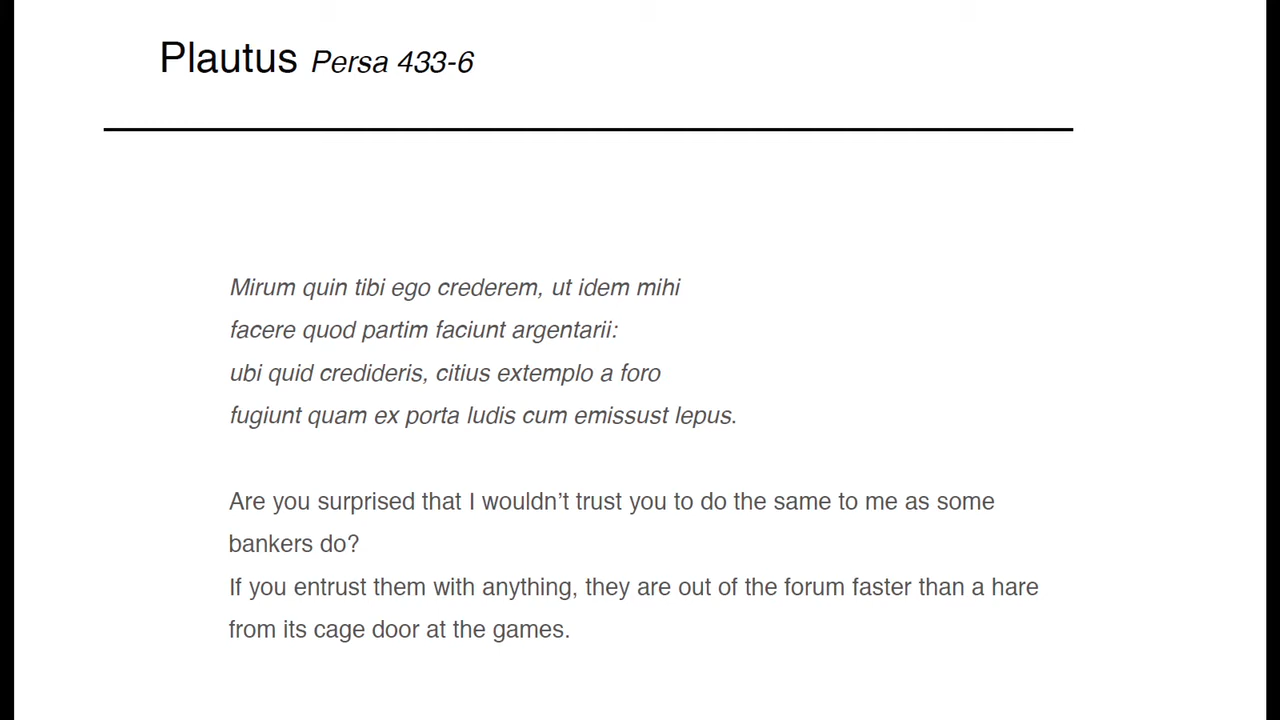 Plautus Persa 433-6
Mirum quin tibi ego crederem, ut idem mihi
facere quod partim faciunt argentarii:
ubi quid credideris, citius extemplo a foro
fugiunt quam ex porta ludis cum emissust lepus.
Are you surprised that I wouldn’t trust you to do the same to me as some
bankers do?
If you entrust them with anything, they are out of the forum faster than a hare
from its cage door at the games.